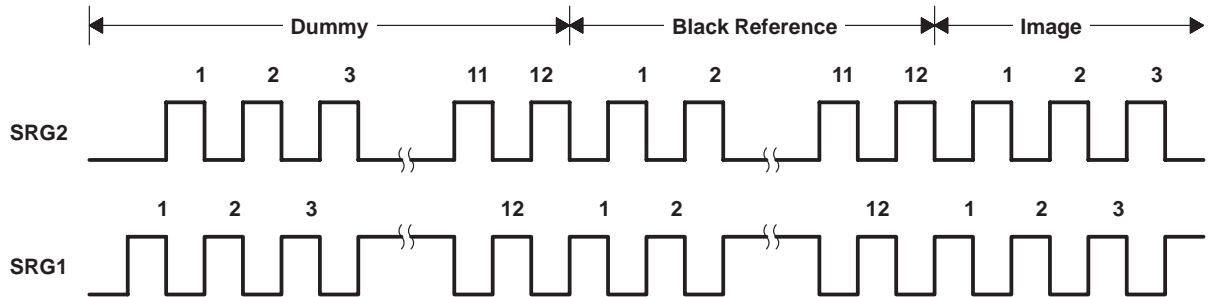 Dummy Black Reference Image
1 2 3 11 12 1 2 11 12 1 2 3
SRG2
1 2 3 12 1 2 12 1 2 3
SRG1